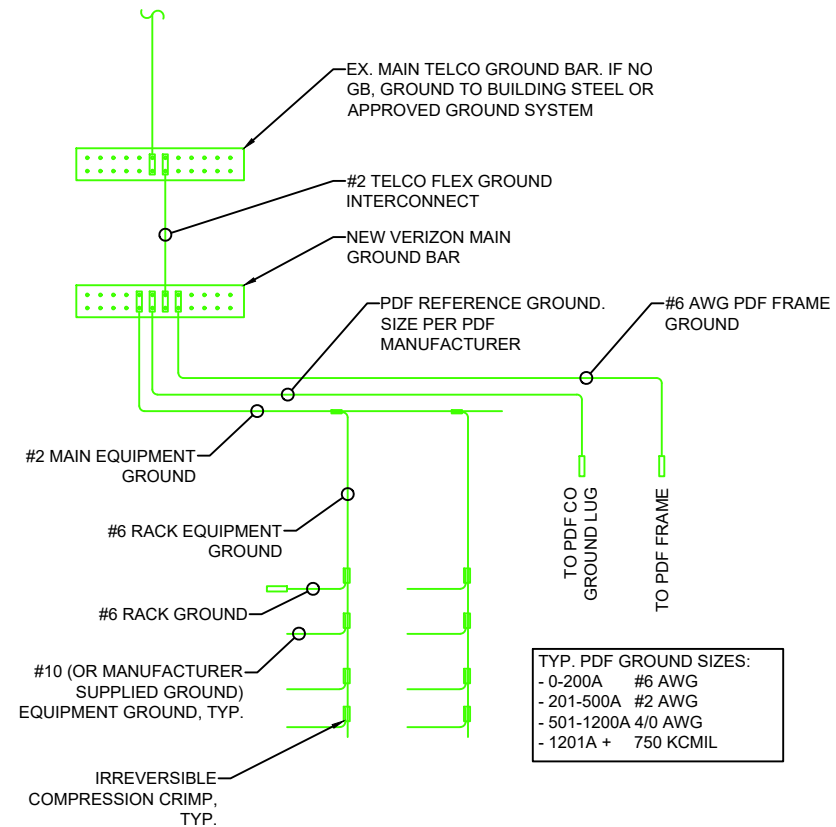 EX. MAIN TELCO GROUND BAR. IF NO
GB, GROUND TO BUILDING STEEL OR
APPROVED GROUND SYSTEM
#2 TELCO FLEX GROUND
INTERCONNECT
NEW VERIZON MAIN
GROUND BAR
PDF REFERENCE GROUND.
SIZE PER PDF
MANUFACTURER
#6 AWG PDF FRAME
GROUND
#2 MAIN EQUIPMENT
GROUND
#6 RACK EQUIPMENT
GROUND
#6 RACK GROUND
#10 (OR MANUFACTURER
SUPPLIED GROUND)
EQUIPMENT GROUND, TYP.
IRREVERSIBLE
COMPRESSION CRIMP,
TYP.
TO PDF CO
GROUND LUG
TO PDF FRAME
TYP. PDF GROUND SIZES:
- 0-200A #6 AWG
- 201-500A #2 AWG
- 501-1200A 4/0 AWG
- 1201A + 750 KCMIL